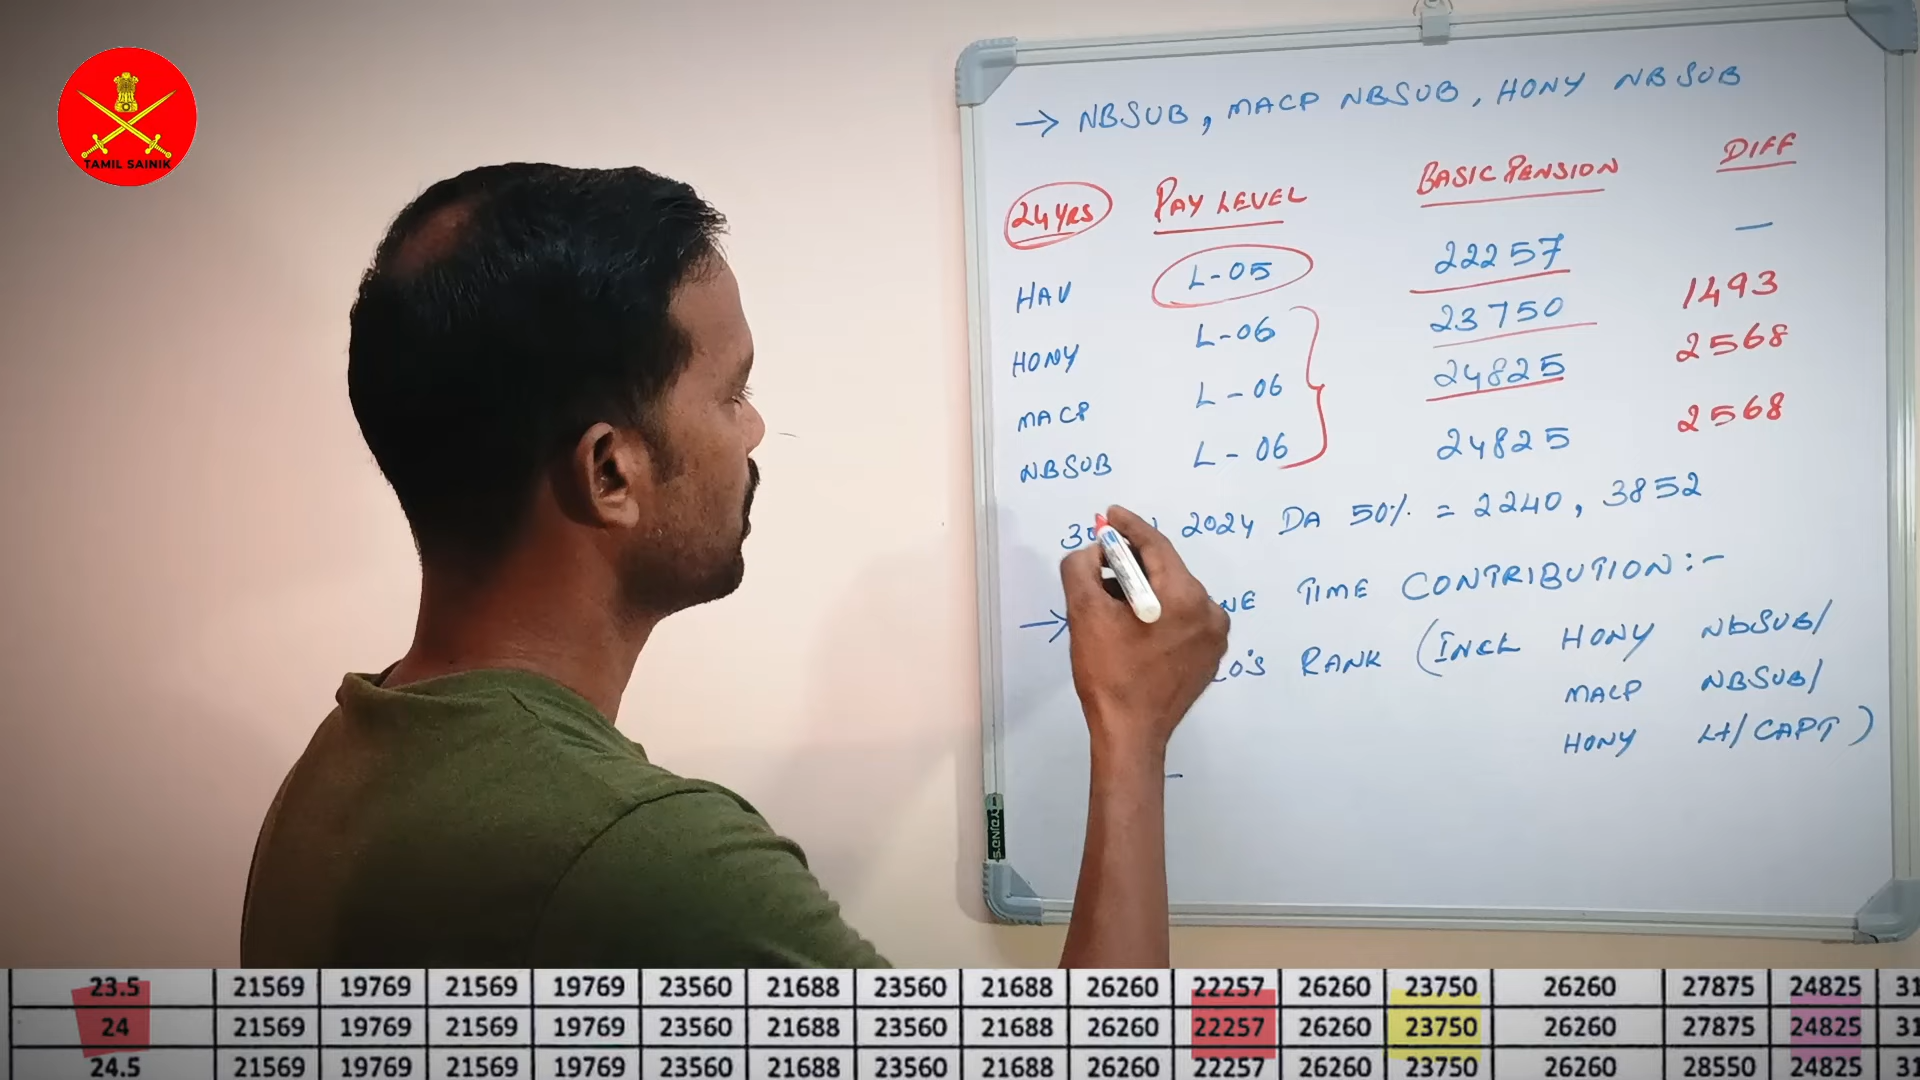 TAMIL SAINIK
→ NBSUB, MACP NBSUB, HONY NBSUB
24 YRS PAY LEVEL BASIC PENSION DIFF
HAV L-05 22257 —
HONY L-06 23750 1493
MACP L-06 24825 2568
NBSUB L-06 24825 2568
2024 DA 50% = 2240, 3852
→ TIME CONTRIBUTION:-
RANK (INCL HONY NBSUB/
MACP NBSUB/
HONY Lt/CAPT)
23.5 21569 19769 21569 19769 23560 21688 23560 21688 26260 22257 26260 23750 26260 27875 24825 31
24 21569 19769 21569 19769 23560 21688 23560 21688 26260 22257 26260 23750 26260 27875 24825 31
24.5 21569 19769 21569 19769 23560 21688 23560 21688 26260 22257 26260 23750 26260 28550 24825 31